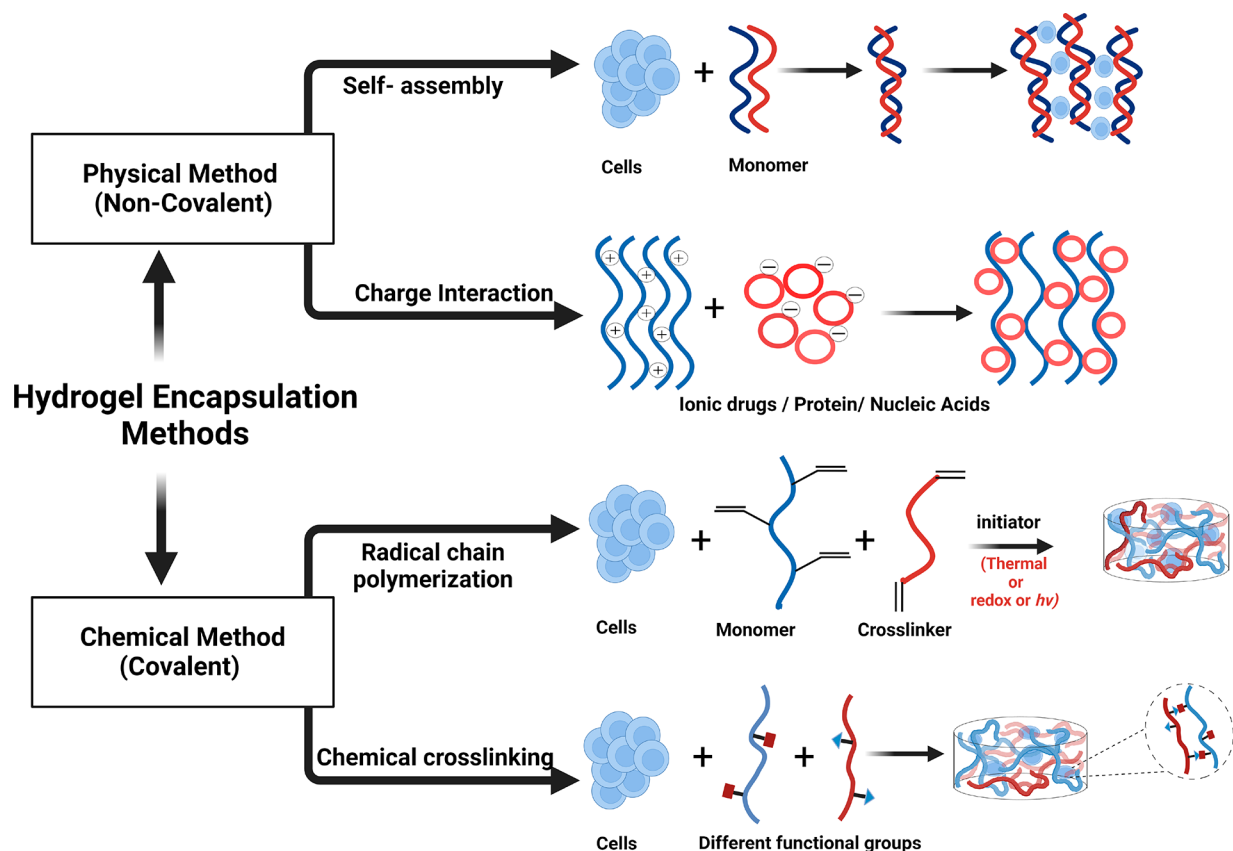 Self- assembly
Cells
Monomer
Physical Method
(Non-Covalent)
Charge Interaction
Ionic drugs / Protein/ Nucleic Acids
Hydrogel Encapsulation
Methods
Radical chain
polymerization
initiator
(Thermal
or
redox or hv)
Cells
Monomer
Crosslinker
Chemical Method
(Covalent)
Chemical crosslinking
Cells
Different functional groups